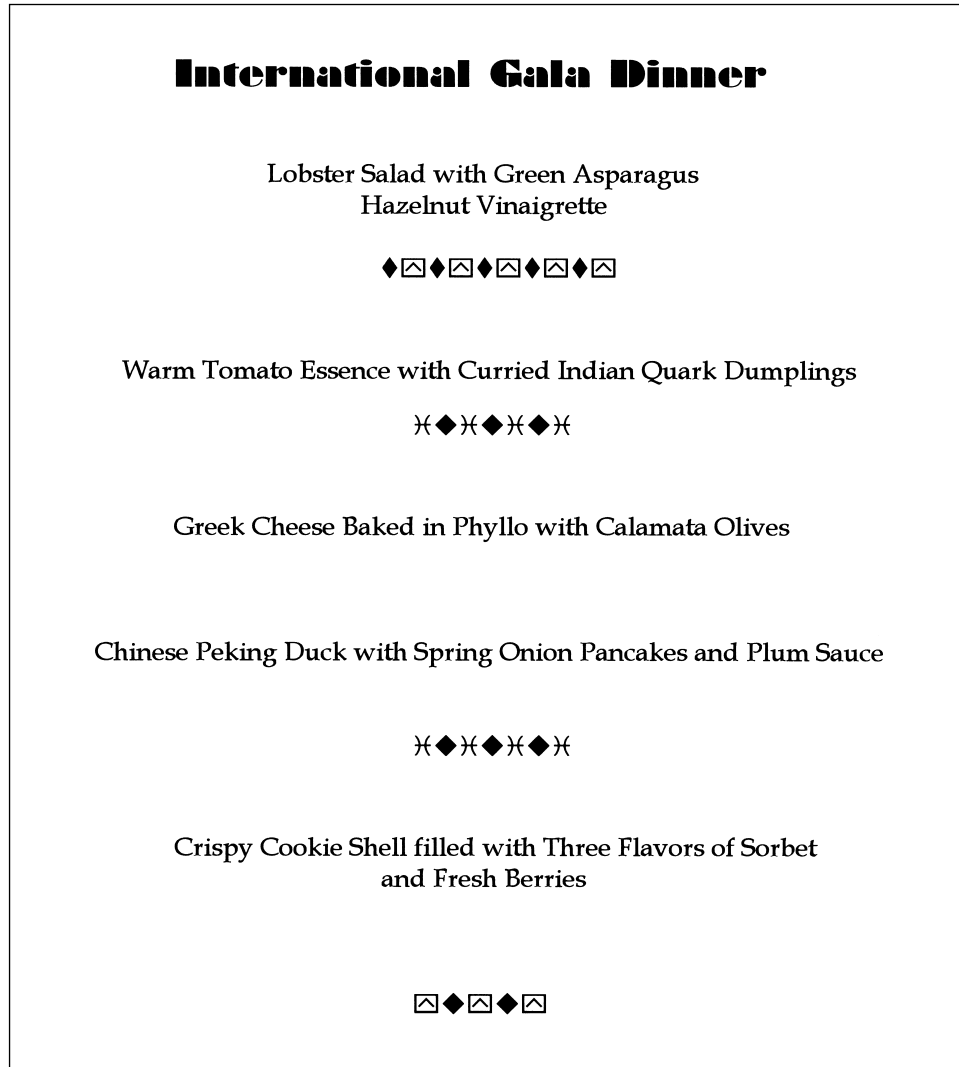 International Gala Dinner
Lobster Salad with Green Asparagus
Hazelnut Vinaigrette
Warm Tomato Essence with Curried Indian Quark Dumplings
Greek Cheese Baked in Phyllo with Calamata Olives
Chinese Peking Duck with Spring Onion Pancakes and Plum Sauce
Crispy Cookie Shell filled with Three Flavors of Sorbet
and Fresh Berries